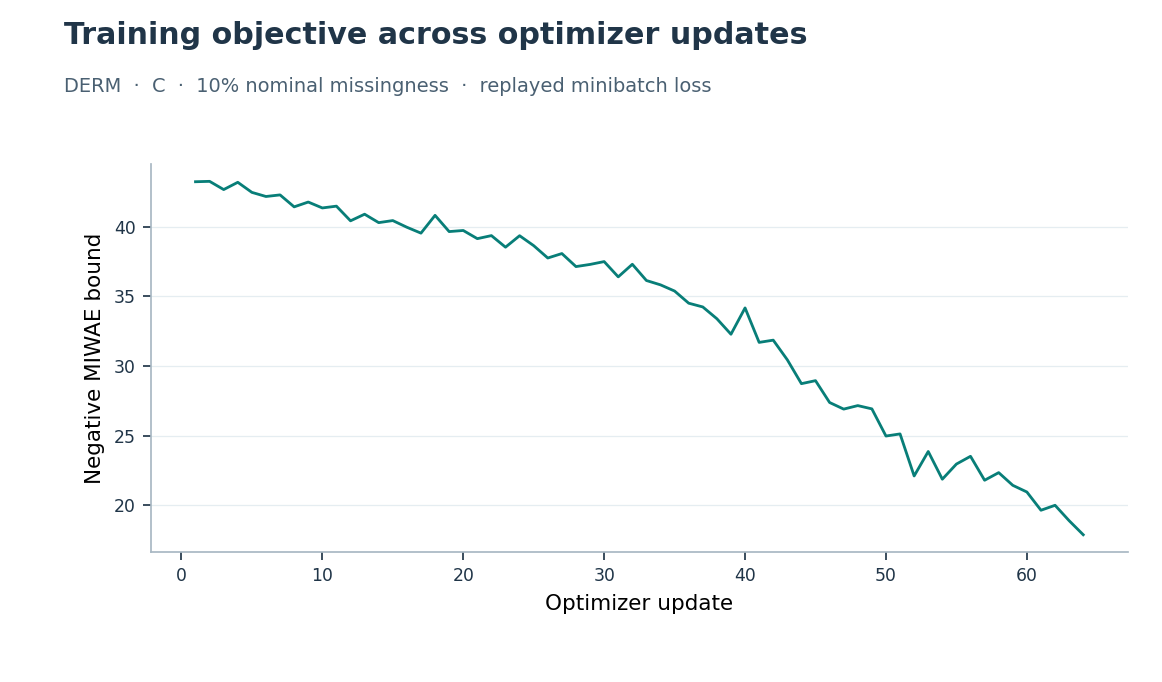 Training objective across optimizer updates
DERM · C · 10% nominal missingness · replayed minibatch loss
Negative MIWAE bound
40
35
30
25
20
0 10 20 30 40 50 60
Optimizer update